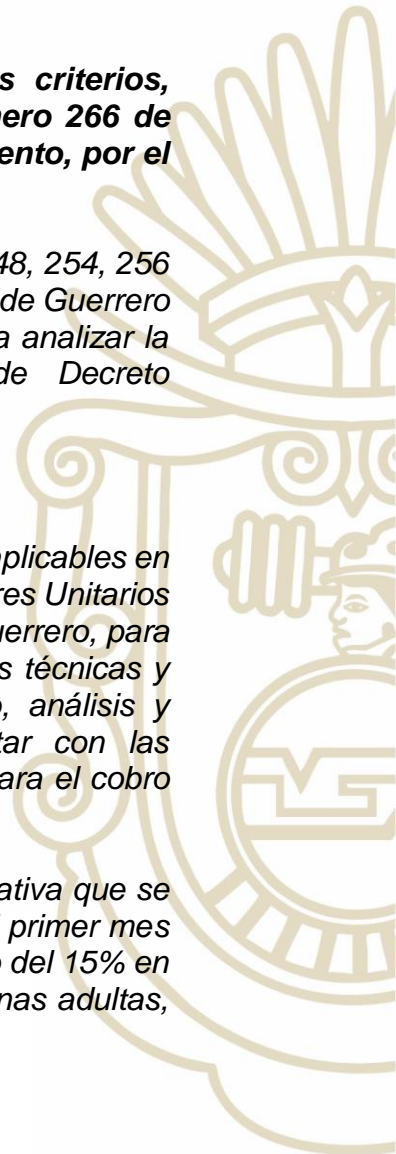 s criterios,
ero 266 de
ento, por el
48, 254, 256
de Guerrero
a analizar la
de Decreto
aplicables en
res Unitarios
uerrero, para
s técnicas y
o, análisis y
tar con las
ara el cobro
ativa que se
primer mes
o del 15% en
nas adultas,